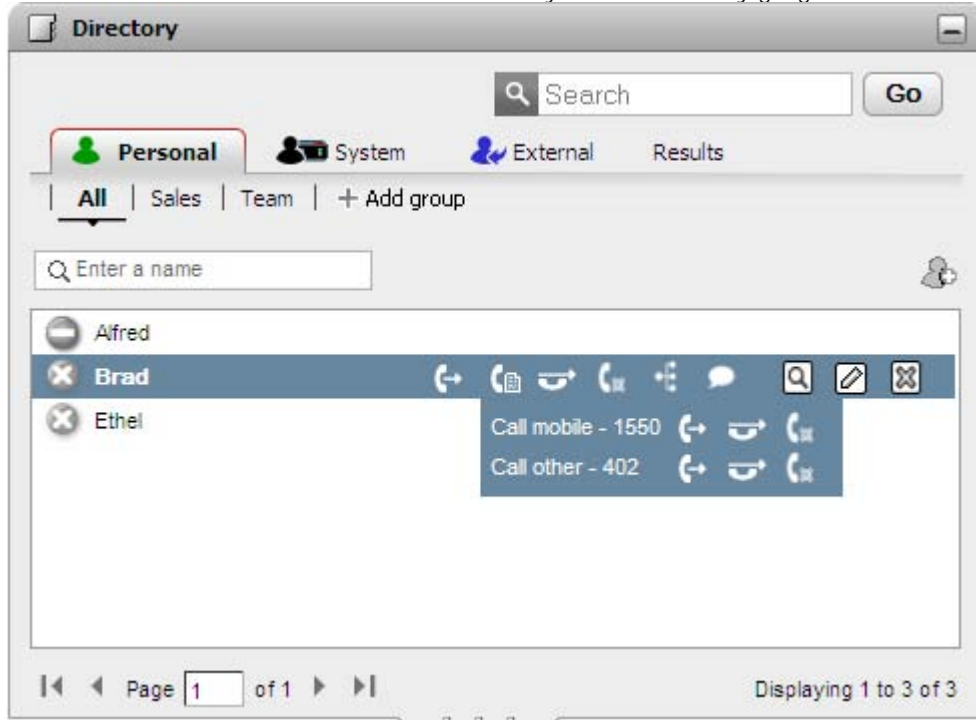 Directory
Search Go
Personal System External Results
All | Sales | Team | + Add group
Enter a name
Alfred
Brad
Call mobile - 1550
Call other - 402
Ethel
Page 1 of 1 Displaying 1 to 3 of 3